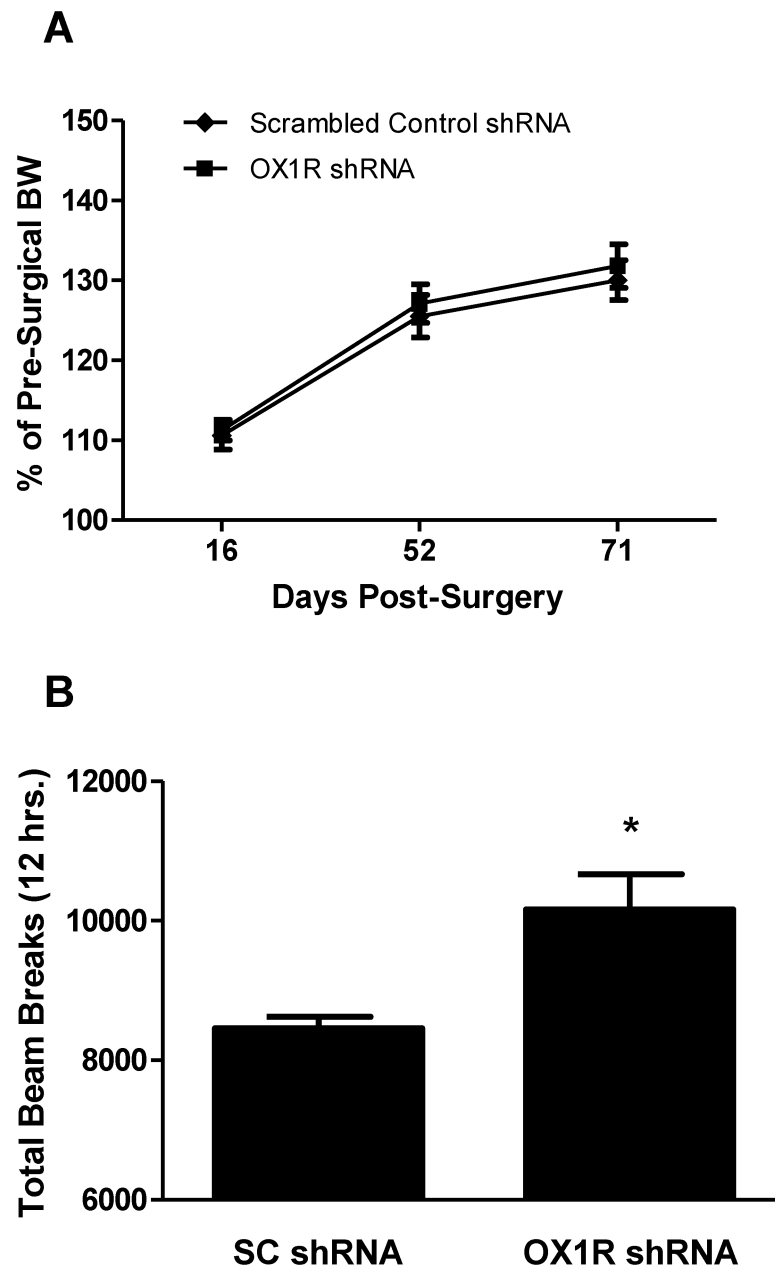 A
150
140
130
120
110
100
% of Pre-Surgical BW
Scrambled Control shRNA
OX1R shRNA
16 52 71
Days Post-Surgery
B
12000
10000
8000
6000
Total Beam Breaks (12 hrs.)
*
SC shRNA OX1R shRNA